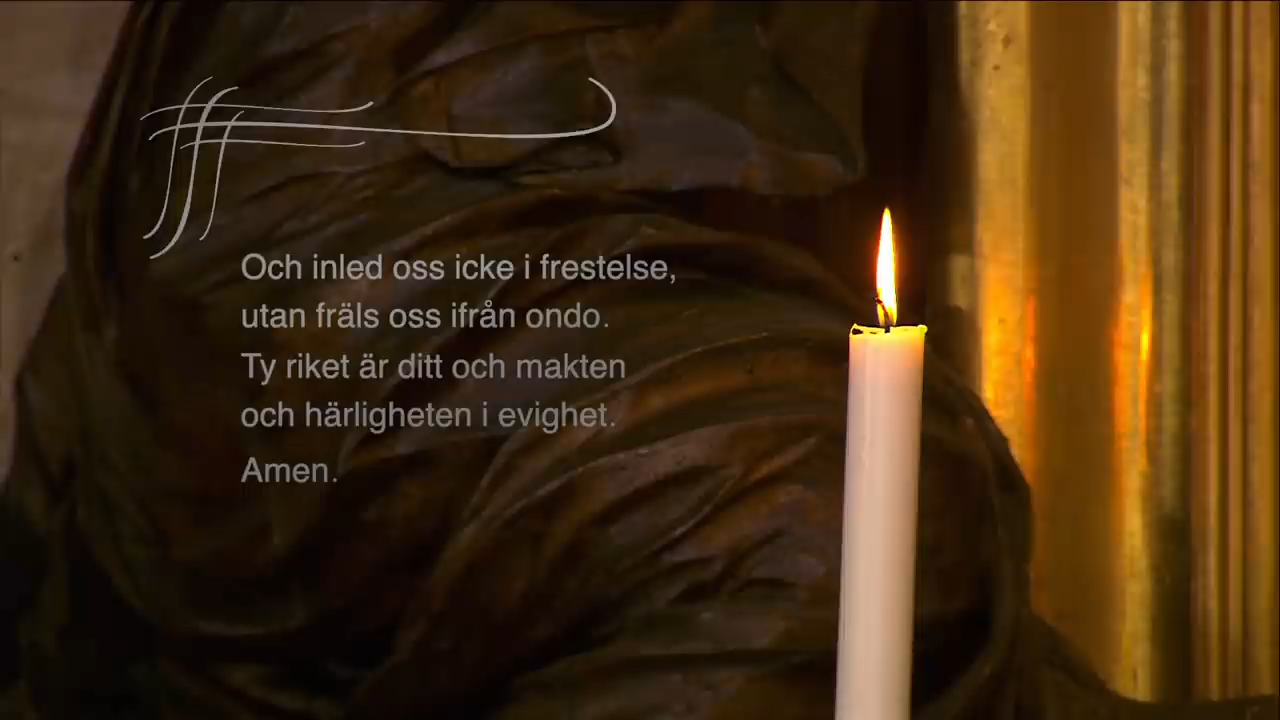 Och inled oss icke i frestelse,
utan fräls oss ifrån ondo.
Ty riket är ditt och makten
och härligheten i evighet.
Amen.